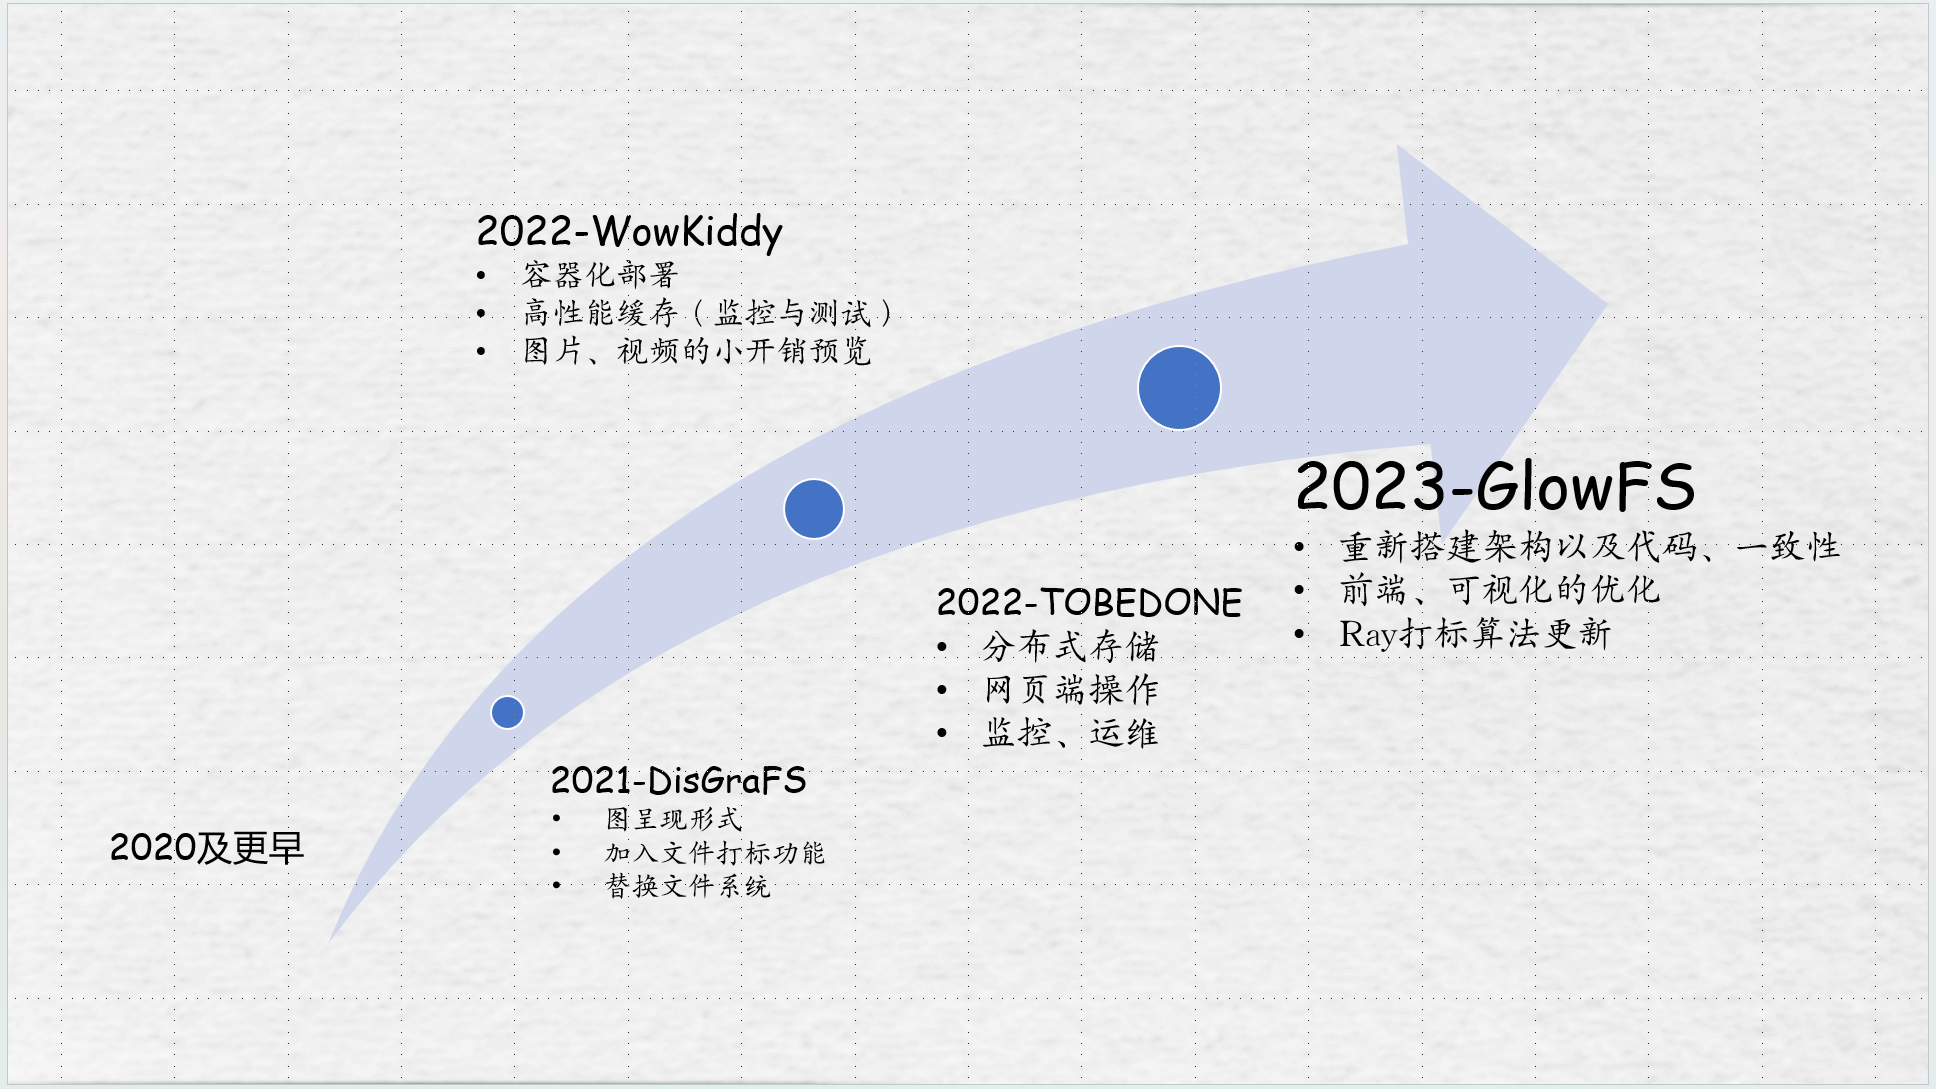 2022-WowKiddy
• 容器化部署
• 高性能缓存（监控与测试）
• 图片、视频的小开销预览
2023-GlowFS
• 重新搭建架构以及代码、一致性
• 前端、可视化的优化
• Ray打标算法更新
2022-TOBEDONE
• 分布式存储
• 网页端操作
• 监控、运维
2021-DisGraFS
• 图呈现形式
• 加入文件打标功能
• 替换文件系统
2020及更早